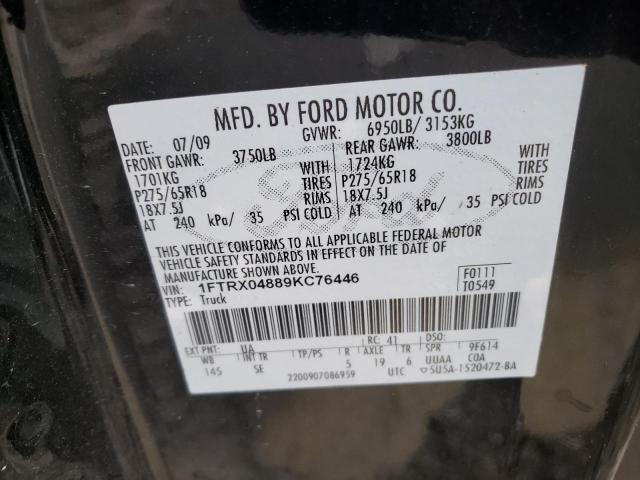 MFD. BY FORD MOTOR CO.
DATE: 07/09 GVWR: 6950LB/ 3153KG
FRONT GAWR: 3750LB REAR GAWR: 3800LB
1701KG WITH 1724KG WITH
P275/65R18 TIRES P275/65R18 TIRES
18X7.5J RIMS 18X7.5J RIMS
AT 240 kPa/ 35 PSI COLD AT 240 kPa/ 35 PSI COLD
THIS VEHICLE CONFORMS TO ALL APPLICABLE FEDERAL MOTOR
VEHICLE SAFETY STANDARDS IN EFFECT ON THE DATE OF
MANUFACTURE SHOWN ABOVE.
VIN: 1FTRX04889KC76446 F0111
TYPE: Truck T0549
Ford
EXT PNT: UA RC: 41 DSO:
WB INT TR TP/PS R AXLE TR SPR 9F614
145 SE 5 19 6 UUAA COA
2200907086959 UTC 5U5A-1520472-BA